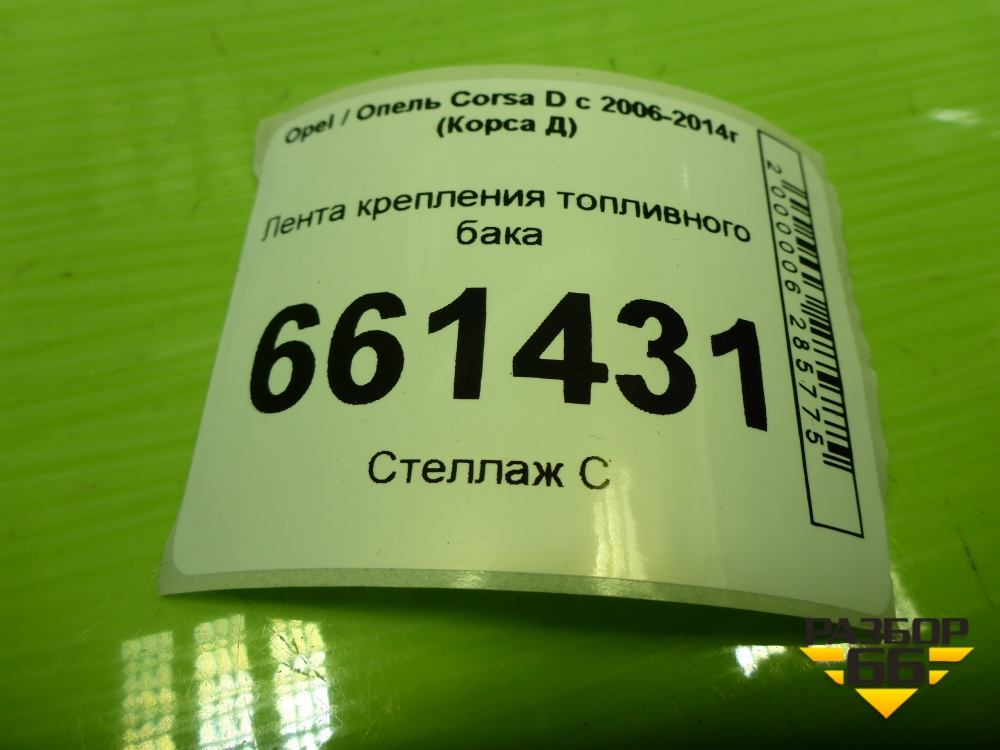 Opel / Опель Corsa D с 2006-2014г
(Корса Д)
Лента крепления топливного
бака
661431
Стеллаж С
2000006285775
РАЗБОР
66